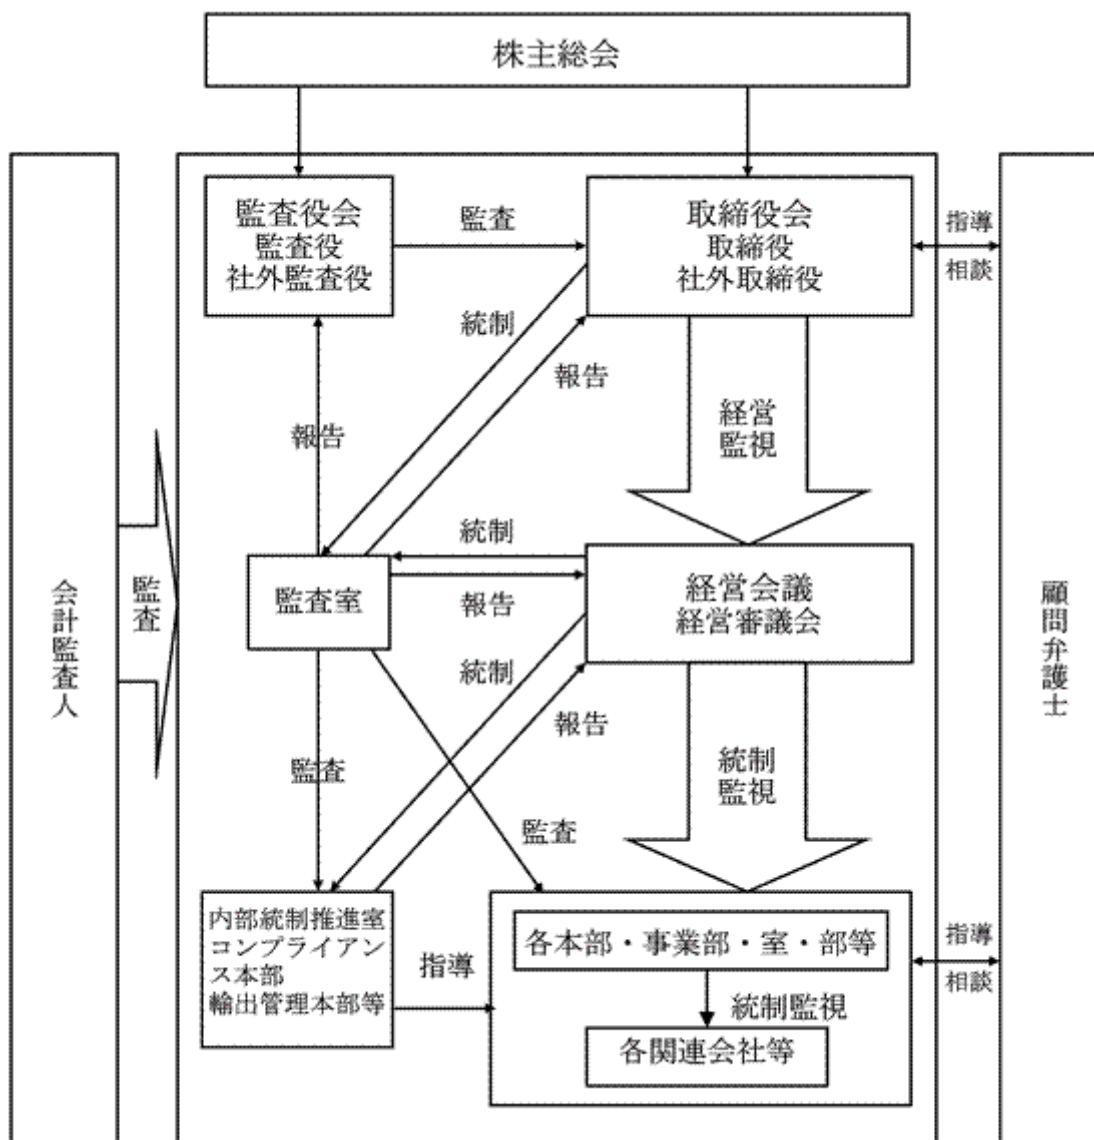 株主総会
監査役会
監査役
社外監査役
監査
取締役会
取締役
社外取締役
指導
相談
統制
報告
報告
経営
監視
会計監査人
監査
監査室
統制
報告
経営会議
経営審議会
顧問弁護士
統制
報告
監査
監査
統制
監視
内部統制推進室
コンプライアン
ス本部
輸出管理本部等
指導
各本部・事業部・室・部等
統制監視
各関連会社等
指導
相談